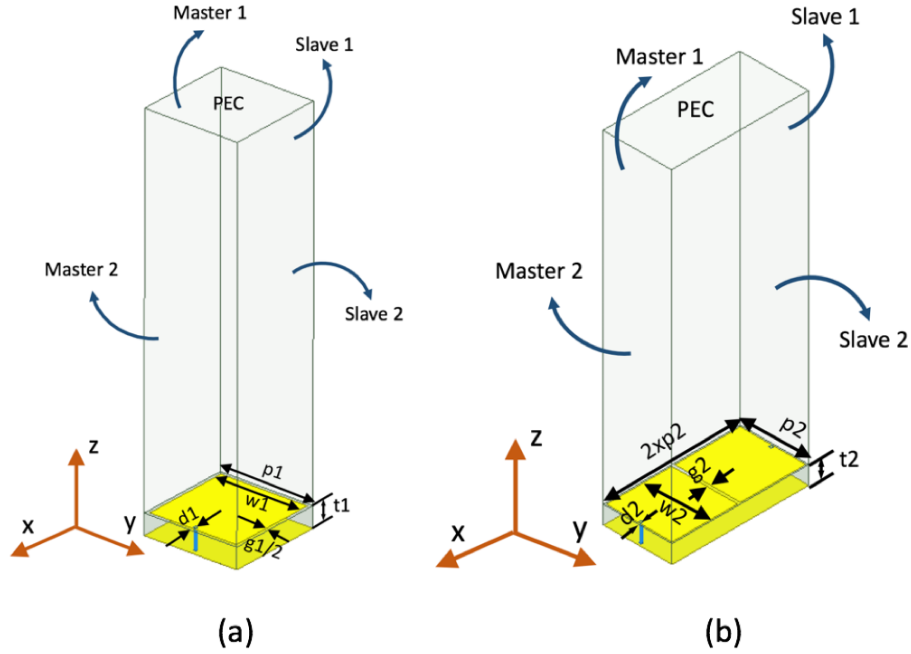 Master 1
Slave 1
PEC
Master 2
Slave 2
z
x
y
p1
w1
t1
d1
g1/2
(a)
Master 1
Slave 1
PEC
Master 2
Slave 2
z
x
y
2xp2
p2
g2
w2
t2
d2
(b)